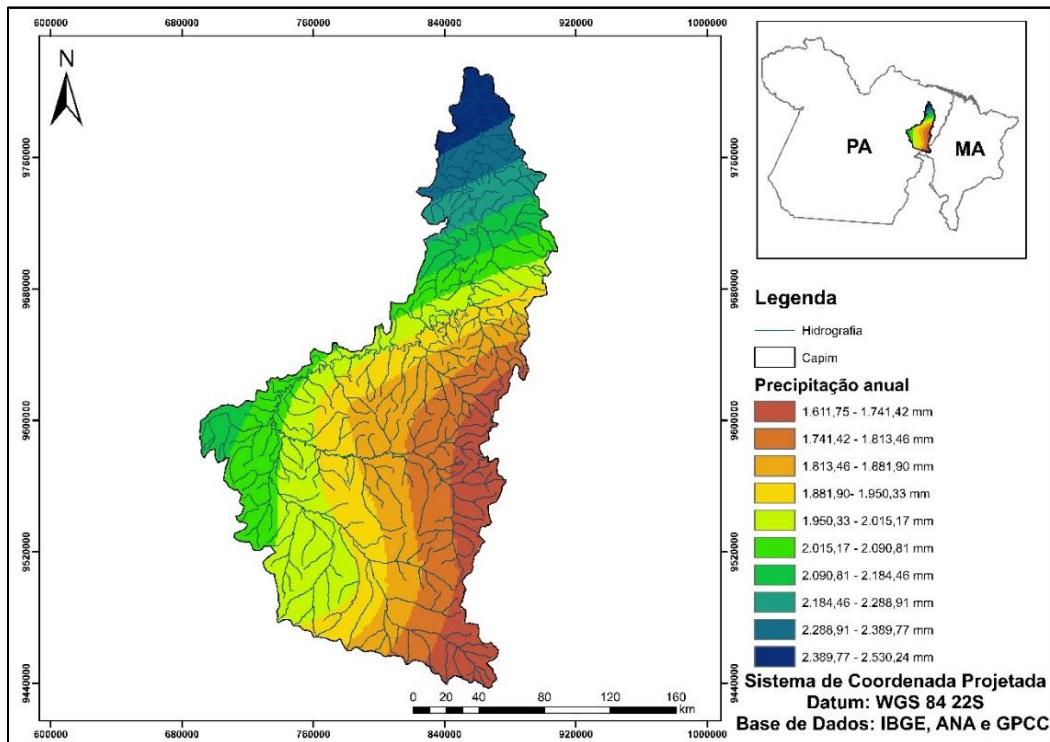 600000 680000 760000 840000 920000 1000000
N
9760000 9760000
9680000 9680000
9600000 9600000
9520000 9520000
9440000 9440000
0 20 40 80 120 160
km
600000 680000 760000 840000 920000 1000000
PA MA
Legenda
Hidrografia
Capim
Precipitação anual
1.611,75 - 1.741,42 mm
1.741,42 - 1.813,46 mm
1.813,46 - 1.881,90 mm
1.881,90- 1.950,33 mm
1.950,33 - 2.015,17 mm
2.015,17 - 2.090,81 mm
2.090,81 - 2.184,46 mm
2.184,46 - 2.288,91 mm
2.288,91 - 2.389,77 mm
2.389,77 - 2.530,24 mm
Sistema de Coordenada Projetada
Datum: WGS 84 22S
Base de Dados: IBGE, ANA e GPCC